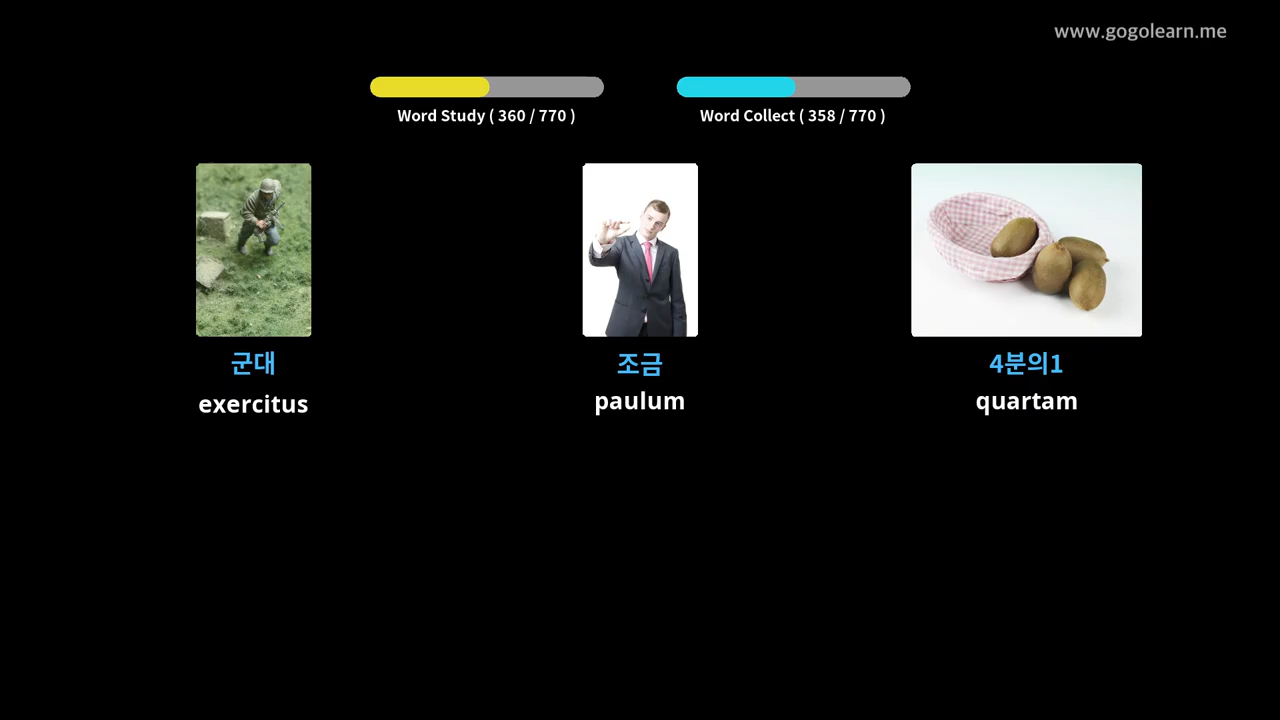 www.gogolearn.me
Word Study ( 360 / 770 )
Word Collect ( 358 / 770 )
군대
조금
4분의1
exercitus
paulum
quartam